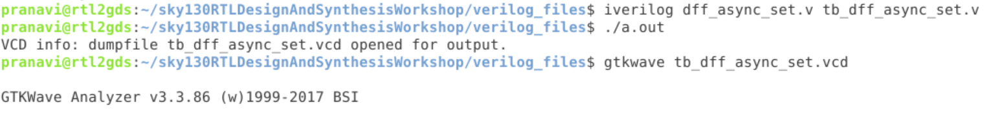 pranavi@rtl2gds:~/sky130RTLDesignAndSynthesisWorkshop/verilog_files$ iverilog dff_async_set.v tb_dff_async_set.v
pranavi@rtl2gds:~/sky130RTLDesignAndSynthesisWorkshop/verilog_files$ ./a.out
VCD info: dumpfile tb_dff_async_set.vcd opened for output.
pranavi@rtl2gds:~/sky130RTLDesignAndSynthesisWorkshop/verilog_files$ gtkwave tb_dff_async_set.vcd
GTKWave Analyzer v3.3.86 (w)1999-2017 BSI